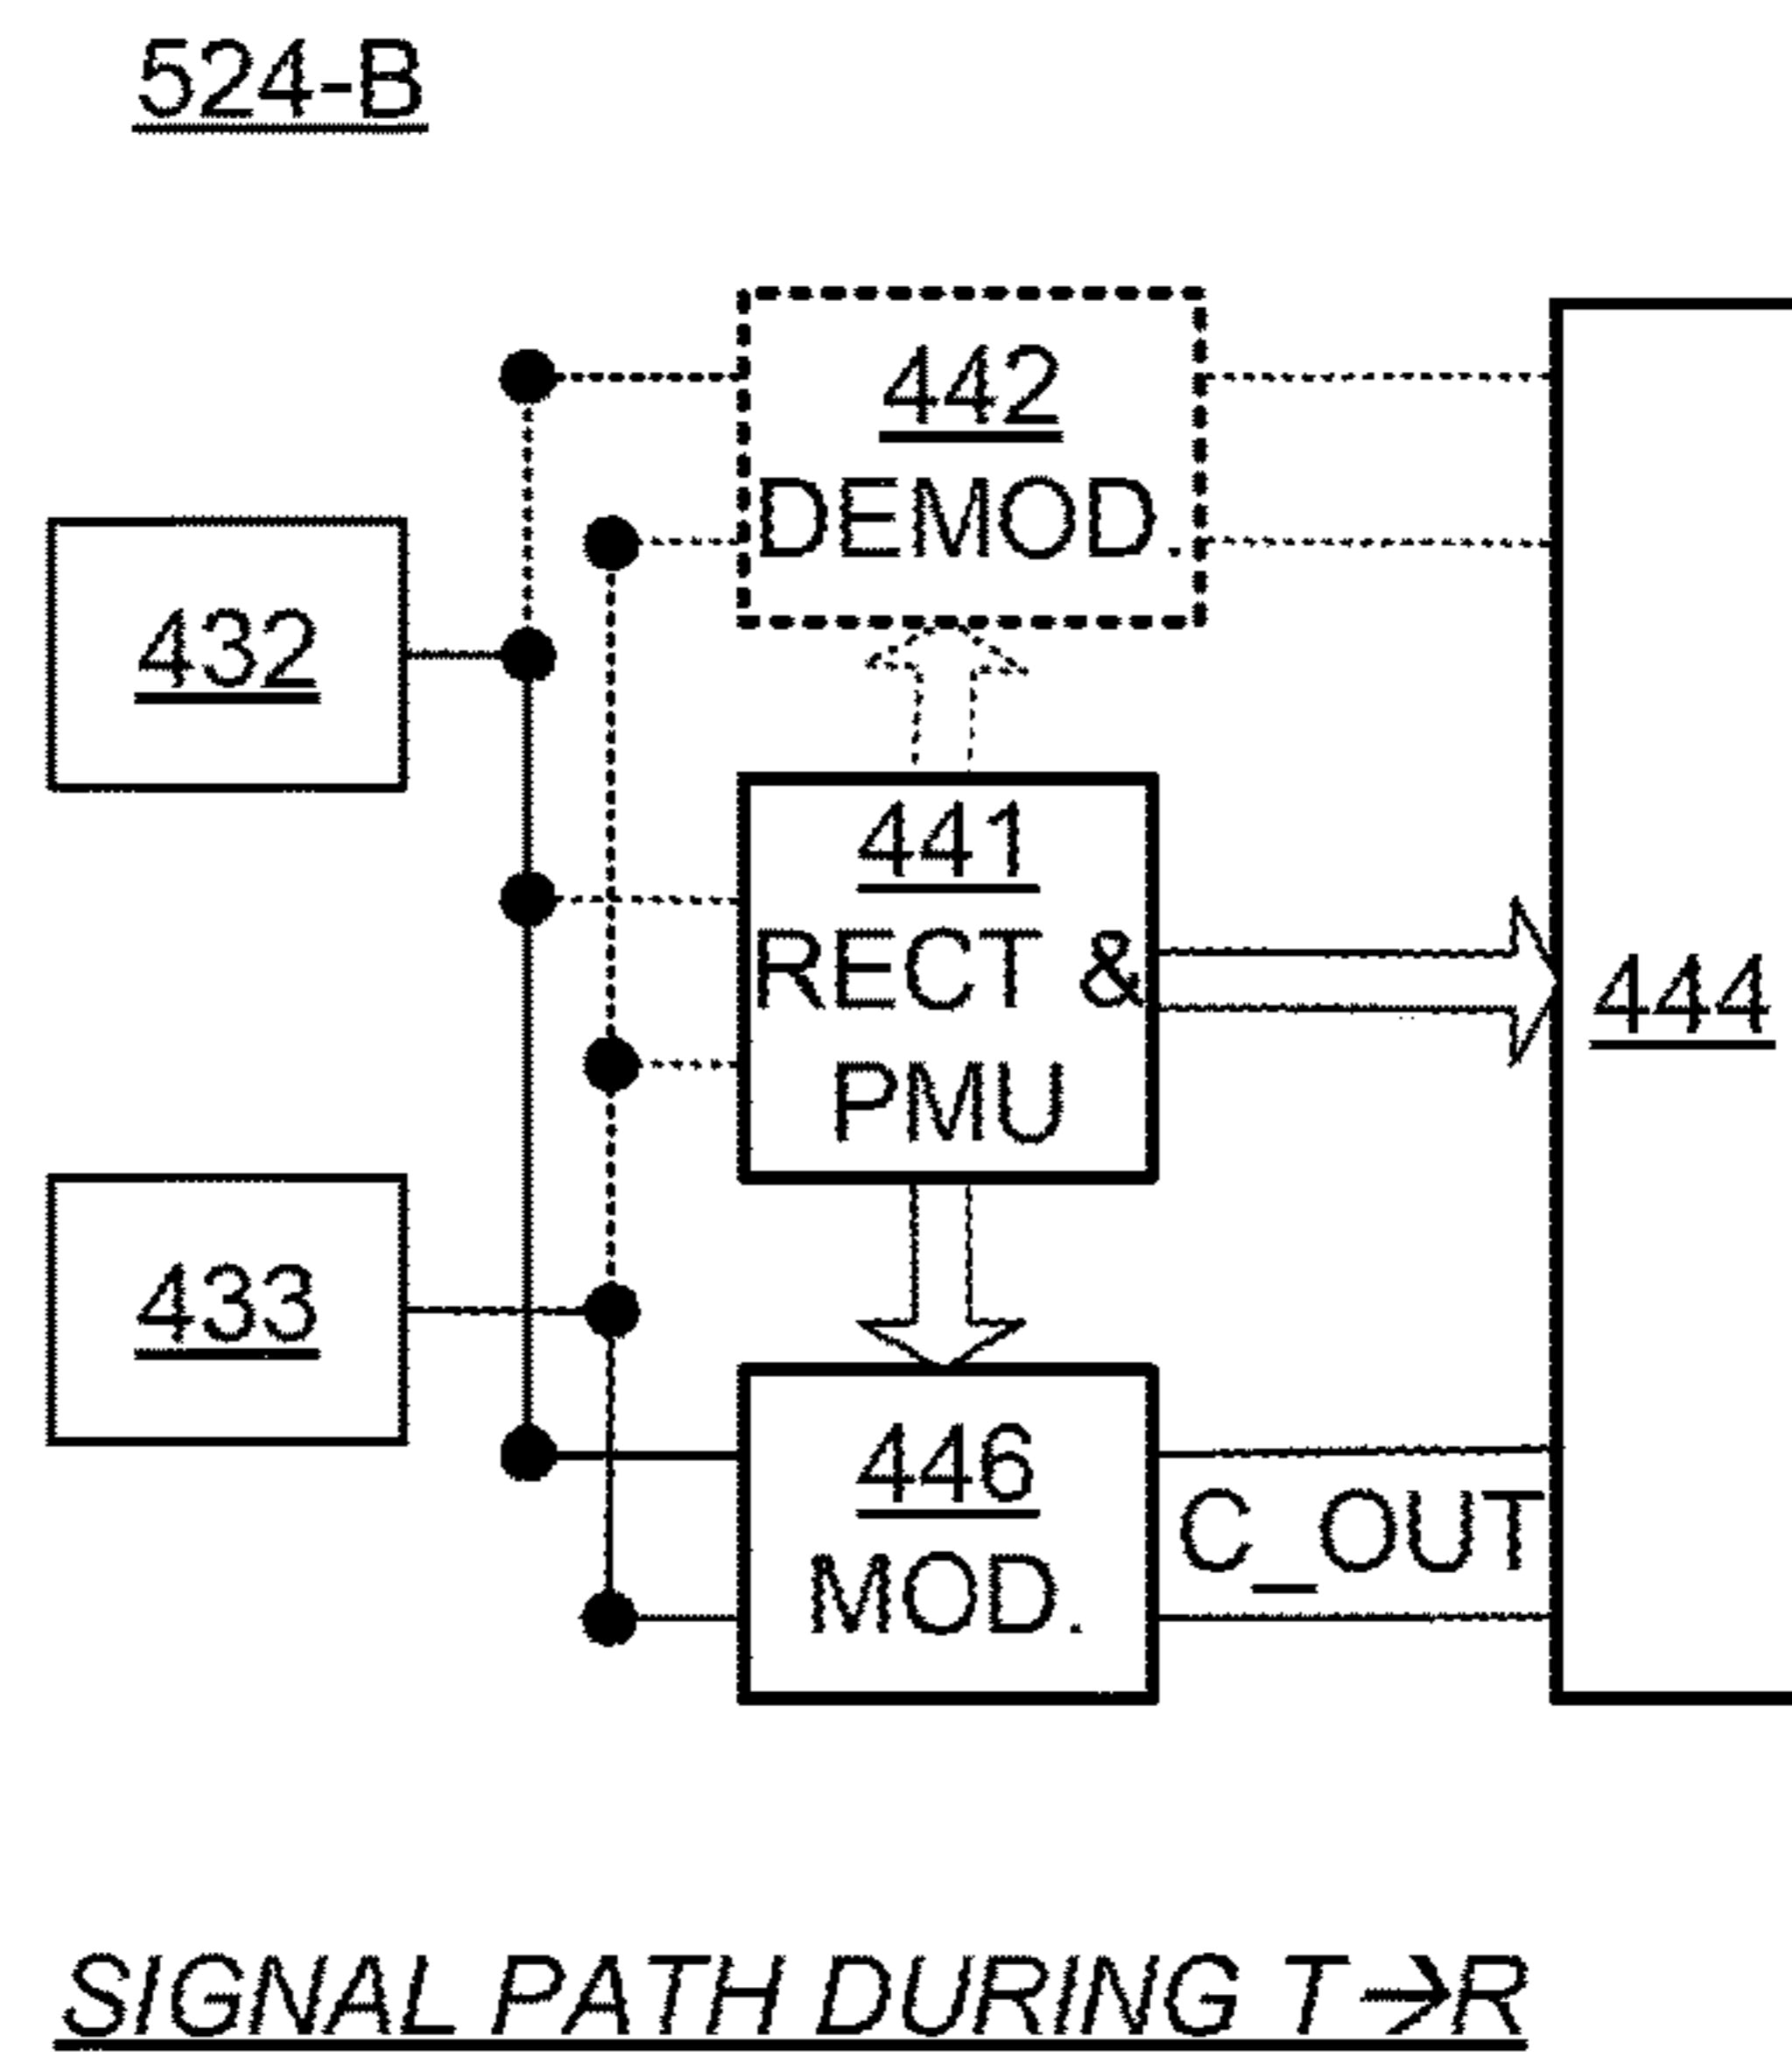 524-B
442
DEMOD.
432
441
RECT &
PMU
444
433
446
MOD.
C_OUT
SIGNAL PATH DURING T→R